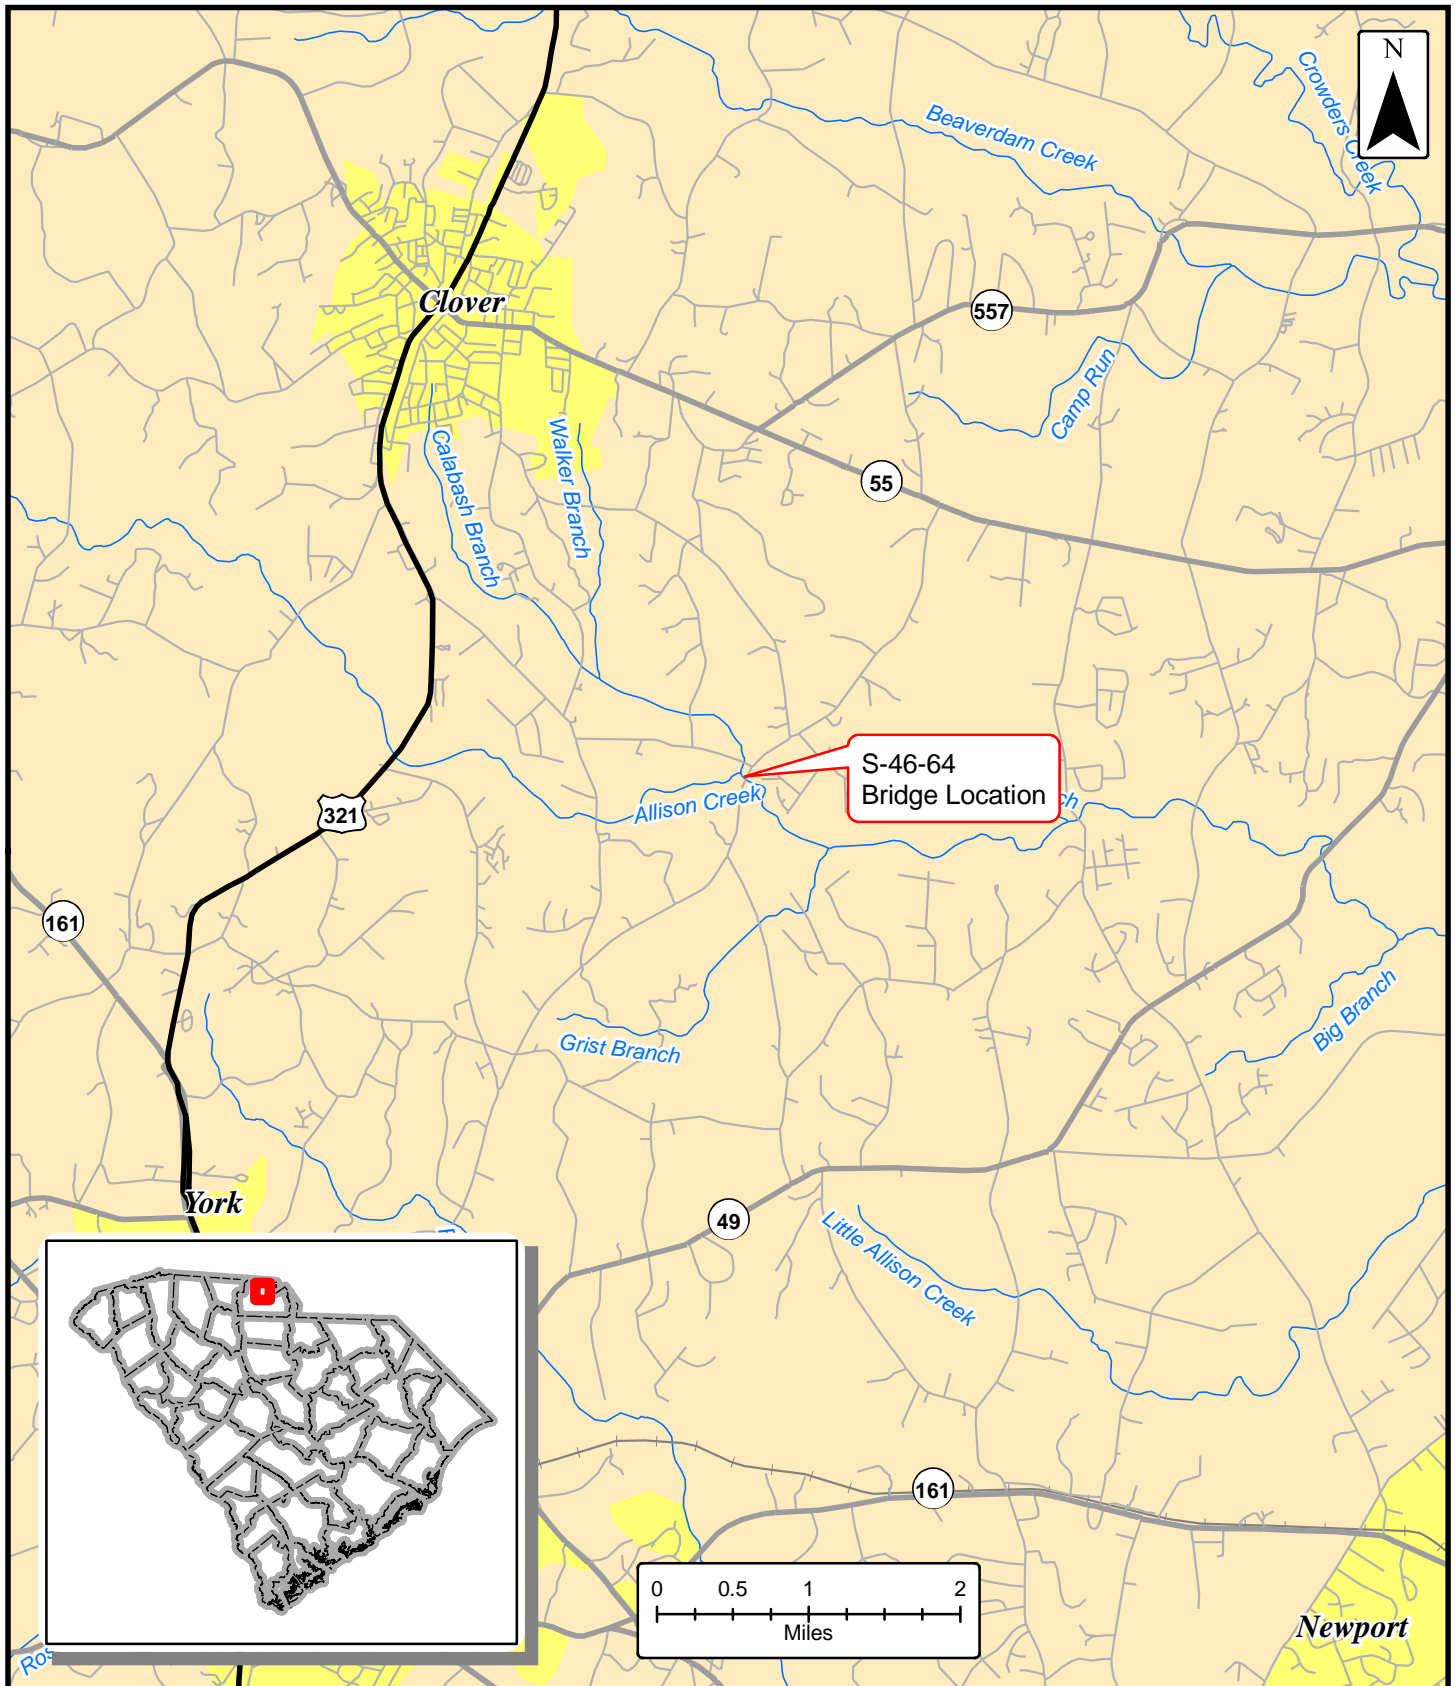 N
Crowders Creek
Beaverdam Creek
Clover
557
Camp Run
Calabash Branch
Walker Branch
55
S-46-64
Bridge Location
Allison Creek
321
161
Grist Branch
Big Branch
York
49
Little Allison Creek
161
0 0.5 1 2
Miles
Newport